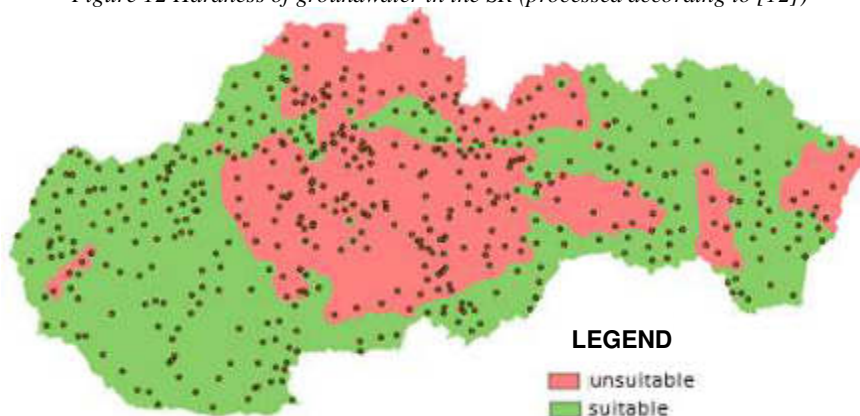 Figure 12 Hardness of groundwater in the SR (processed according to [12])
LEGEND
unsuitable
suitable